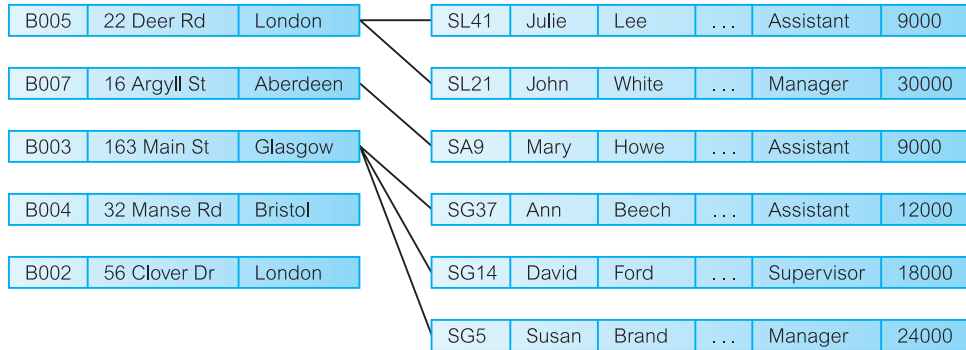 B005 22 Deer Rd London SL41 Julie Lee ... Assistant 9000
B007 16 Argyll St Aberdeen SL21 John White ... Manager 30000
B003 163 Main St Glasgow SA9 Mary Howe ... Assistant 9000
B004 32 Manse Rd Bristol SG37 Ann Beech ... Assistant 12000
B002 56 Clover Dr London SG14 David Ford ... Supervisor 18000
SG5 Susan Brand ... Manager 24000